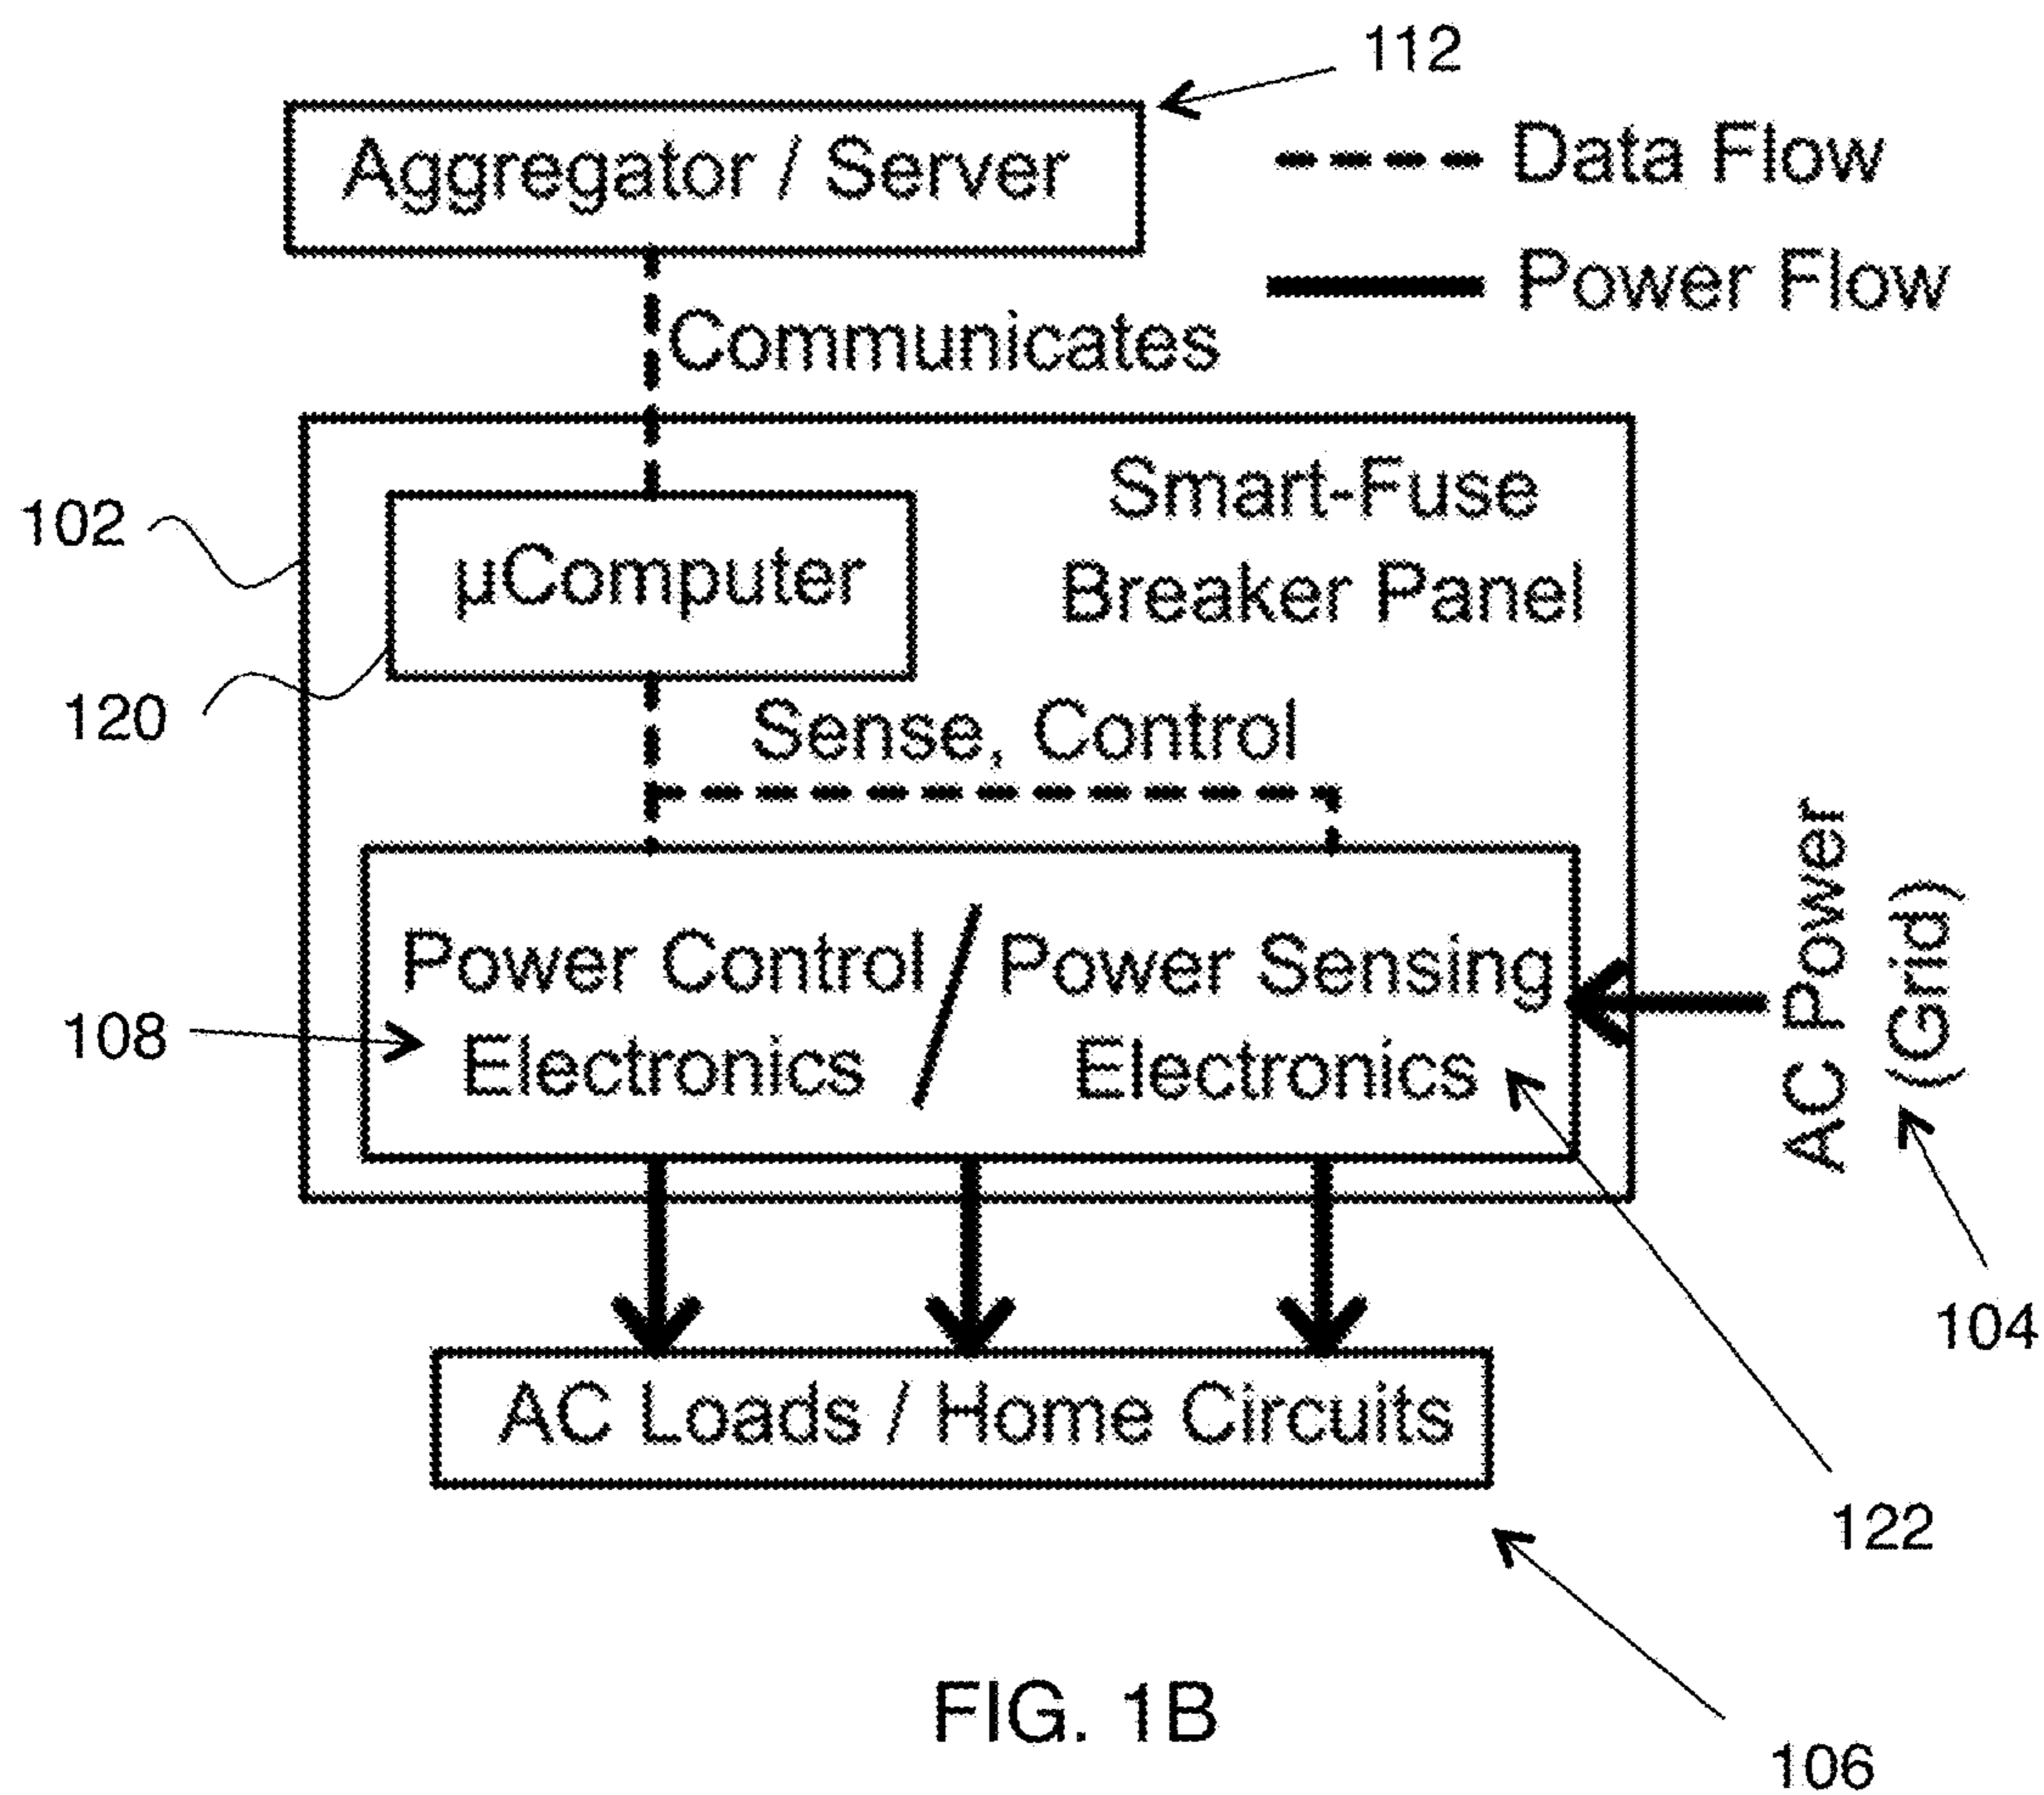 112
Aggregator / Server
Data Flow
Power Flow
Communicates
102
Smart-Fuse
Breaker Panel
µComputer
120
Sense, Control
Power Control
Electronics
/
Power Sensing
Electronics
108
AC Power
(Grid)
104
AC Loads / Home Circuits
122
106
FIG. 1B